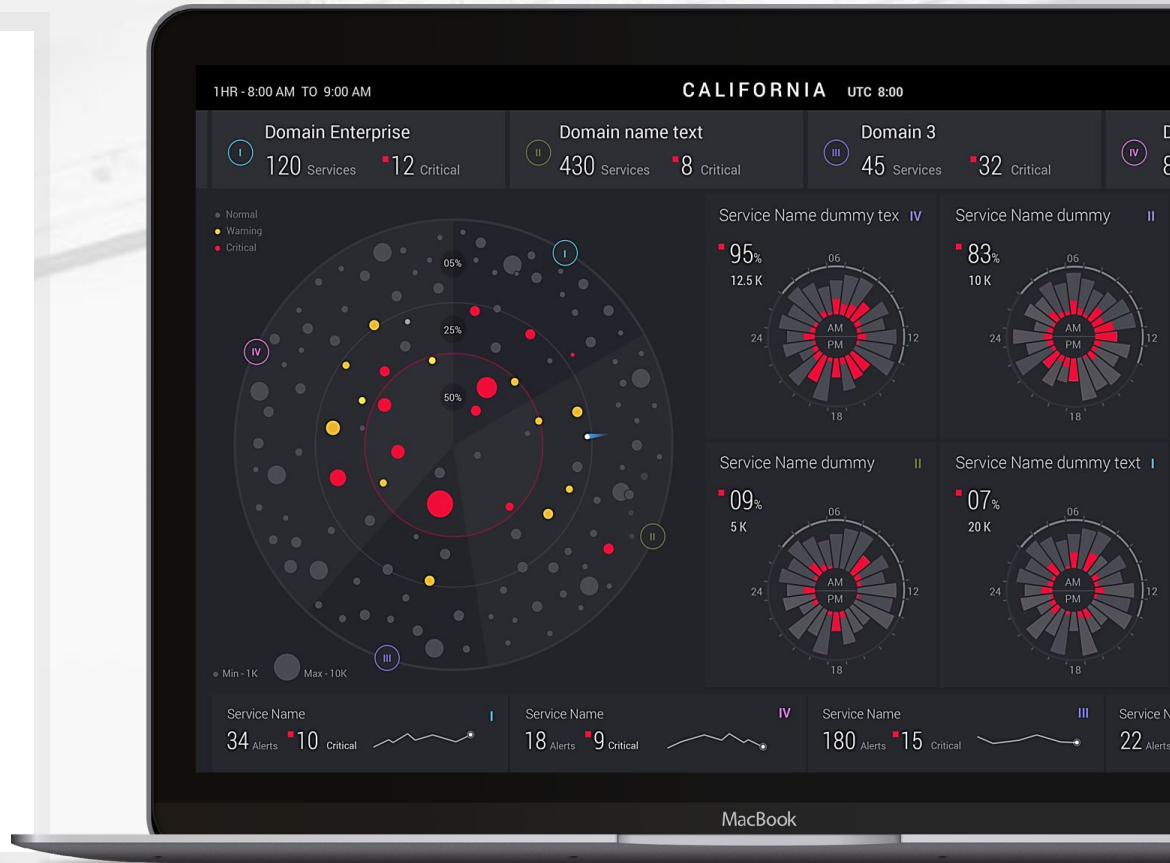 1HR - 8:00 AM TO 9:00 AM
CALIFORNIA UTC 8:00
I
Domain Enterprise
120 Services 12 Critical
II
Domain name text
430 Services 8 Critical
III
Domain 3
45 Services 32 Critical
IV
Normal
Warning
Critical
05%
25%
50%
I
II
III
IV
Min - 1K
Max - 10K
Service Name dummy tex IV
95%
12.5 K
06
12
18
24
AM
PM
Service Name dummy II
83%
10 K
06
12
18
24
AM
PM
Service Name dummy II
09%
5 K
06
12
18
24
AM
PM
Service Name dummy text I
07%
20 K
06
12
18
24
AM
PM
Service Name I
34 Alerts 10 Critical
Service Name IV
18 Alerts 9 Critical
Service Name III
180 Alerts 15 Critical
Service N
22 Alerts
MacBook